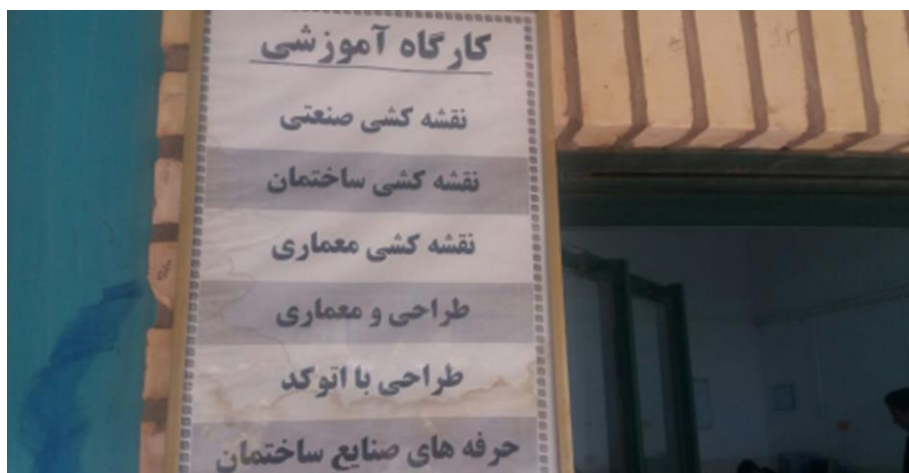 کارگاه آموزشی
نقشه کشی صنعتی
نقشه کشی ساختمان
نقشه کشی معماری
طراحی و معماری
طراحی با اتوکد
حرفه های صنایع ساختمان